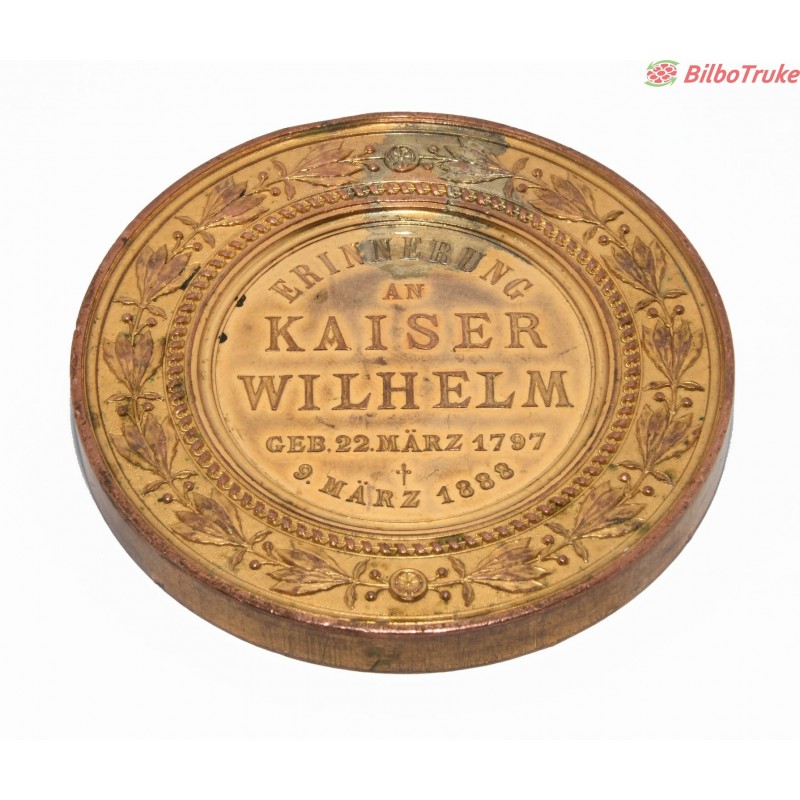 BilboTruke
ERINNERUNG
AN
KAISER
WILHELM
GEB. 22. MÄRZ 1797
†
9. MÄRZ 1888